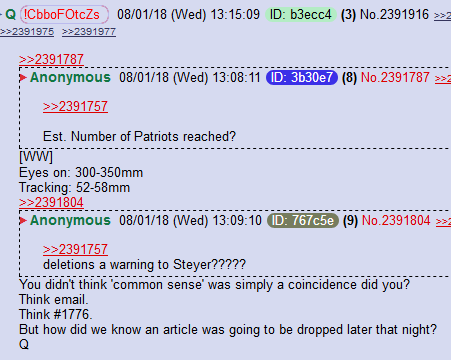 Q !CbboFOtcZs 08/01/18 (Wed) 13:15:09 ID: b3ecc4 (3) No.2391916
>>2391975 >>2391977
>>2391787
Anonymous 08/01/18 (Wed) 13:08:11 ID: 3b30e7 (8) No.2391787
>>2391757
Est. Number of Patriots reached?
[WW]
Eyes on: 300-350mm
Tracking: 52-58mm
>>2391804
Anonymous 08/01/18 (Wed) 13:09:10 ID: 767c5e (9) No.2391804
>>2391757
deletions a warning to Steyer?????
You didn't think 'common sense' was simply a coincidence did you?
Think email.
Think #1776.
But how did we know an article was going to be dropped later that night?
Q